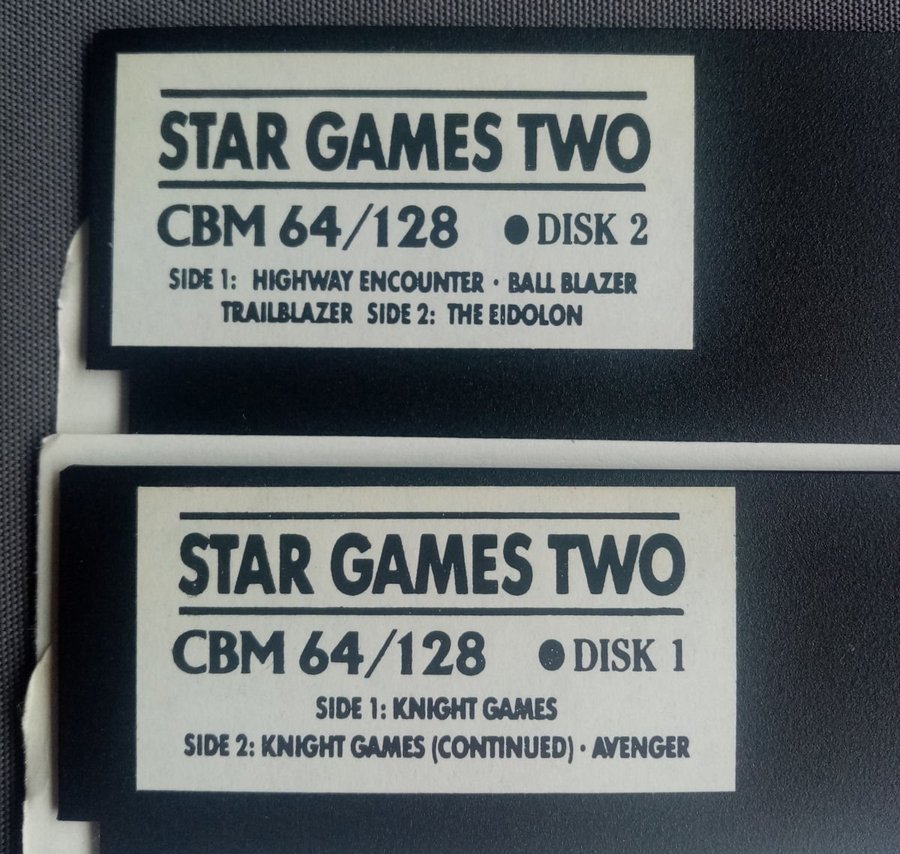 STAR GAMES TWO
CBM 64/128 ● DISK 2
SIDE 1: HIGHWAY ENCOUNTER · BALL BLAZER
TRAILBLAZER SIDE 2: THE EIDOLON
STAR GAMES TWO
CBM 64/128 ● DISK 1
SIDE 1: KNIGHT GAMES
SIDE 2: KNIGHT GAMES (CONTINUED) · AVENGER